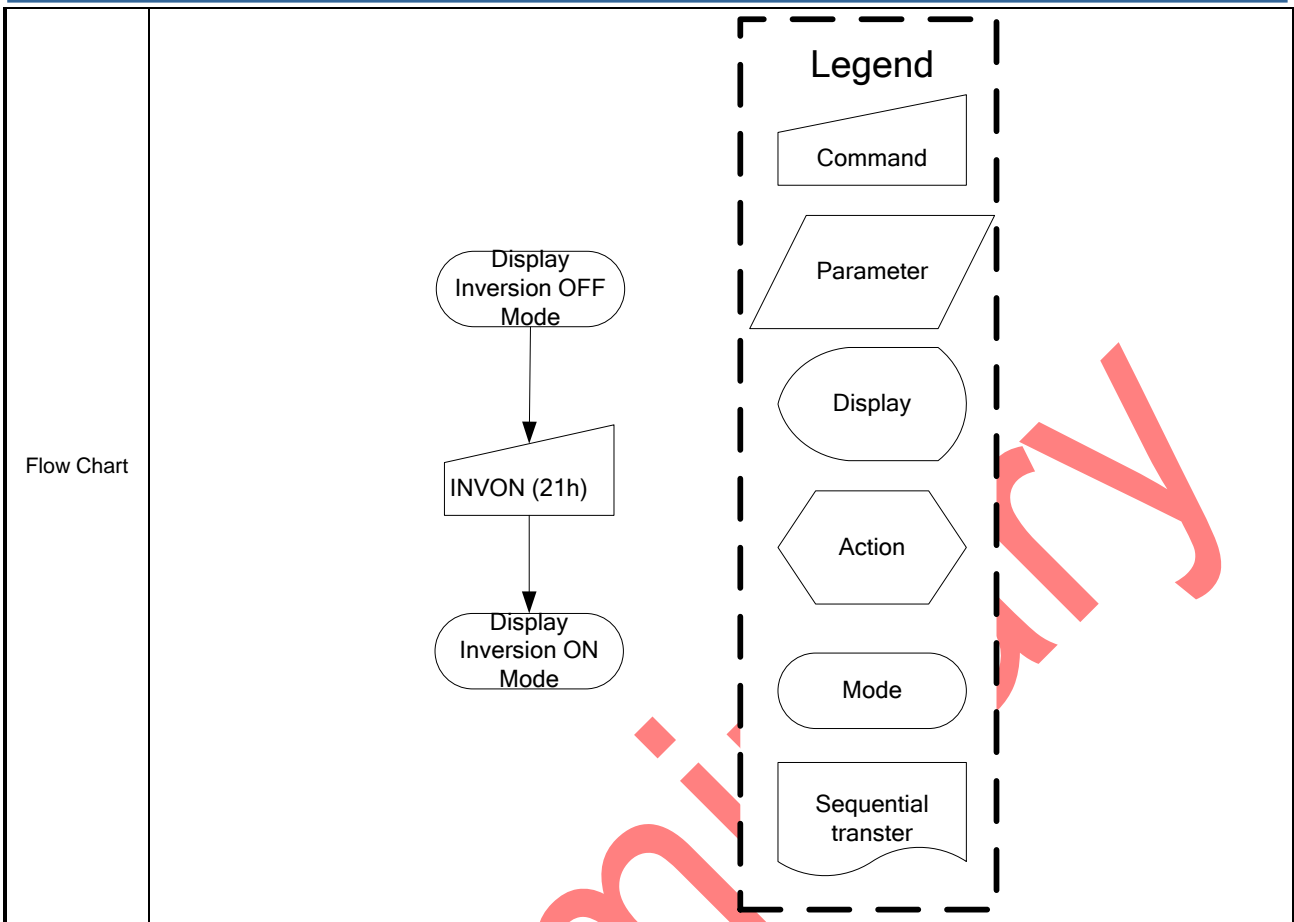 Flow Chart
Display
Inversion OFF
Mode
INVON (21h)
Display
Inversion ON
Mode
Legend
Command
Parameter
Display
Action
Mode
Sequential
transter